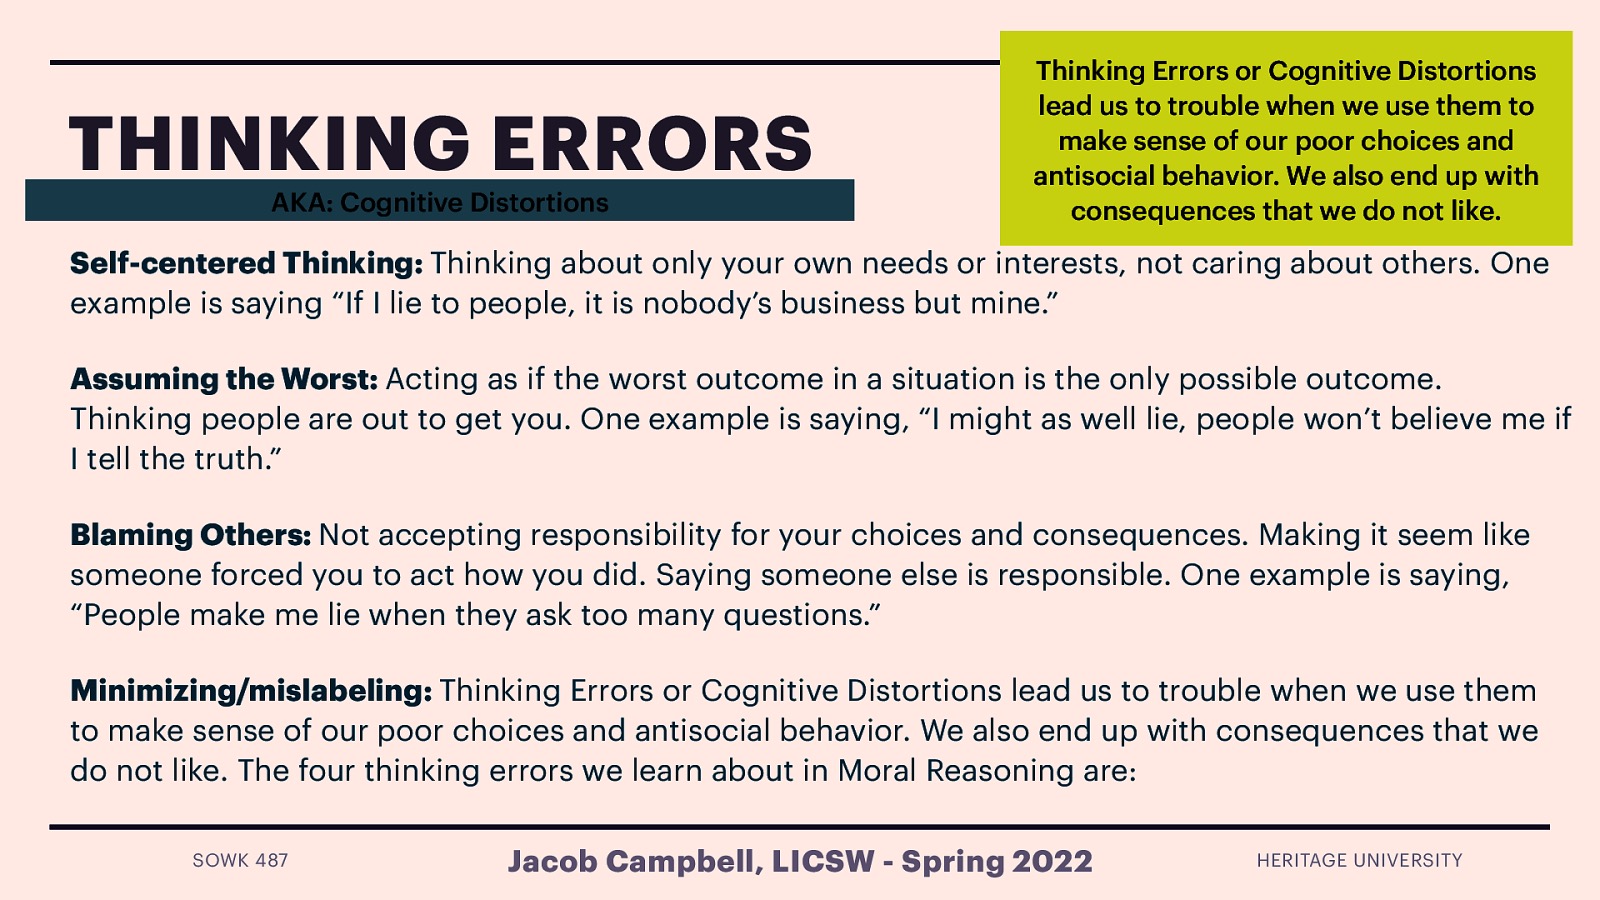 Thinking Errors or Cognitive Distortions
lead us to trouble when we use them to
make sense of our poor choices and
antisocial behavior. We also end up with
consequences that we do not like.
THINKING ERRORS
AKA: Cognitive Distortions
Self-centered Thinking: Thinking about only your own needs or interests, not caring about others. One
example is saying “If I lie to people, it is nobody’s business but mine.”
Assuming the Worst: Acting as if the worst outcome in a situation is the only possible outcome.
Thinking people are out to get you. One example is saying, “I might as well lie, people won’t believe me if
I tell the truth.”
Blaming Others: Not accepting responsibility for your choices and consequences. Making it seem like
someone forced you to act how you did. Saying someone else is responsible. One example is saying,
“People make me lie when they ask too many questions.”
Minimizing/mislabeling: Thinking Errors or Cognitive Distortions lead us to trouble when we use them
to make sense of our poor choices and antisocial behavior. We also end up with consequences that we
do not like. The four thinking errors we learn about in Moral Reasoning are:
SOWK 487
Jacob Campbell, LICSW - Spring 2022
HERITAGE UNIVERSITY